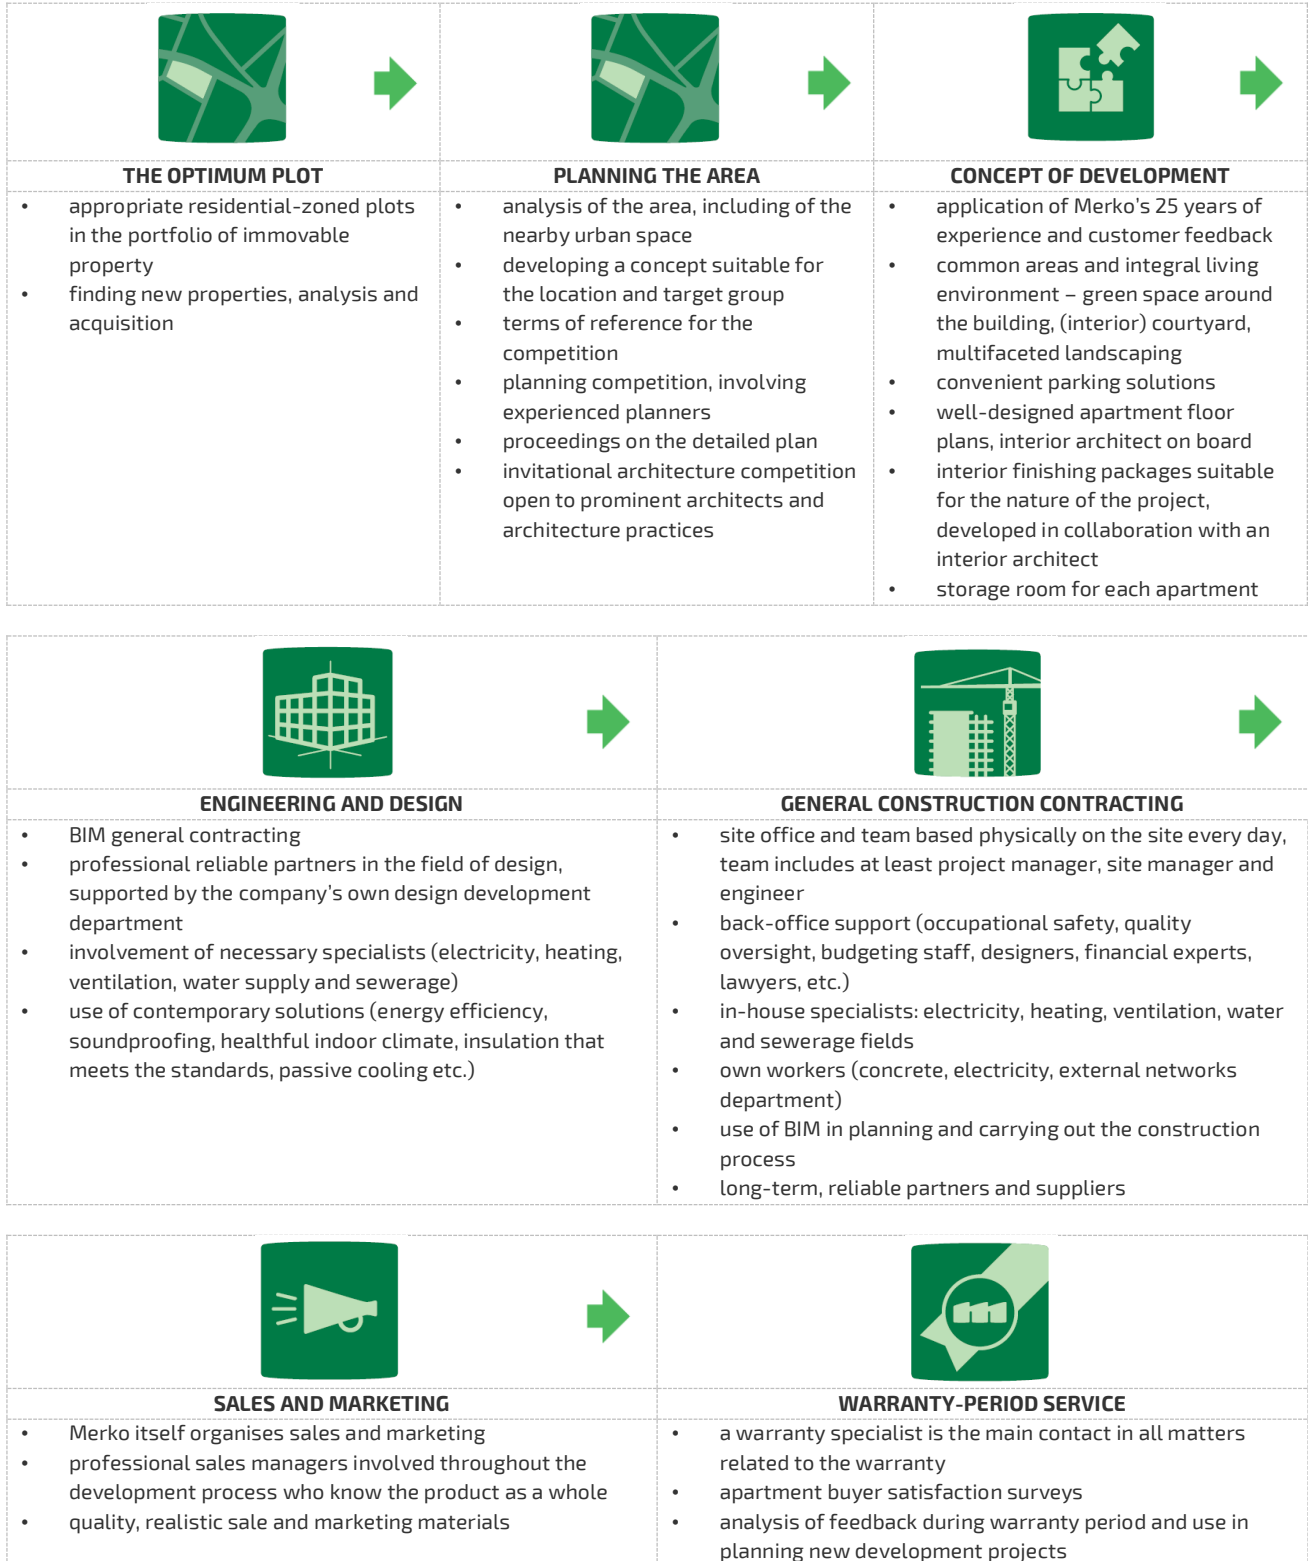 THE OPTIMUM PLOT
• appropriate residential-zoned plots
in the portfolio of immovable
property
• finding new properties, analysis and
acquisition
PLANNING THE AREA
• analysis of the area, including of the
nearby urban space
• developing a concept suitable for
the location and target group
• terms of reference for the
competition
• planning competition, involving
experienced planners
• proceedings on the detailed plan
• invitational architecture competition
open to prominent architects and
architecture practices
CONCEPT OF DEVELOPMENT
• application of Merko’s 25 years of
experience and customer feedback
• common areas and integral living
environment – green space around
the building, (interior) courtyard,
multifaceted landscaping
• convenient parking solutions
• well-designed apartment floor
plans, interior architect on board
• interior finishing packages suitable
for the nature of the project,
developed in collaboration with an
interior architect
• storage room for each apartment
ENGINEERING AND DESIGN
• BIM general contracting
• professional reliable partners in the field of design,
supported by the company’s own design development
department
• involvement of necessary specialists (electricity, heating,
ventilation, water supply and sewerage)
• use of contemporary solutions (energy efficiency,
soundproofing, healthful indoor climate, insulation that
meets the standards, passive cooling etc.)
GENERAL CONSTRUCTION CONTRACTING
• site office and team based physically on the site every day,
team includes at least project manager, site manager and
engineer
• back-office support (occupational safety, quality
oversight, budgeting staff, designers, financial experts,
lawyers, etc.)
• in-house specialists: electricity, heating, ventilation, water
and sewerage fields
• own workers (concrete, electricity, external networks
department)
• use of BIM in planning and carrying out the construction
process
• long-term, reliable partners and suppliers
SALES AND MARKETING
• Merko itself organises sales and marketing
• professional sales managers involved throughout the
development process who know the product as a whole
• quality, realistic sale and marketing materials
WARRANTY-PERIOD SERVICE
• a warranty specialist is the main contact in all matters
related to the warranty
• apartment buyer satisfaction surveys
• analysis of feedback during warranty period and use in
planning new development projects